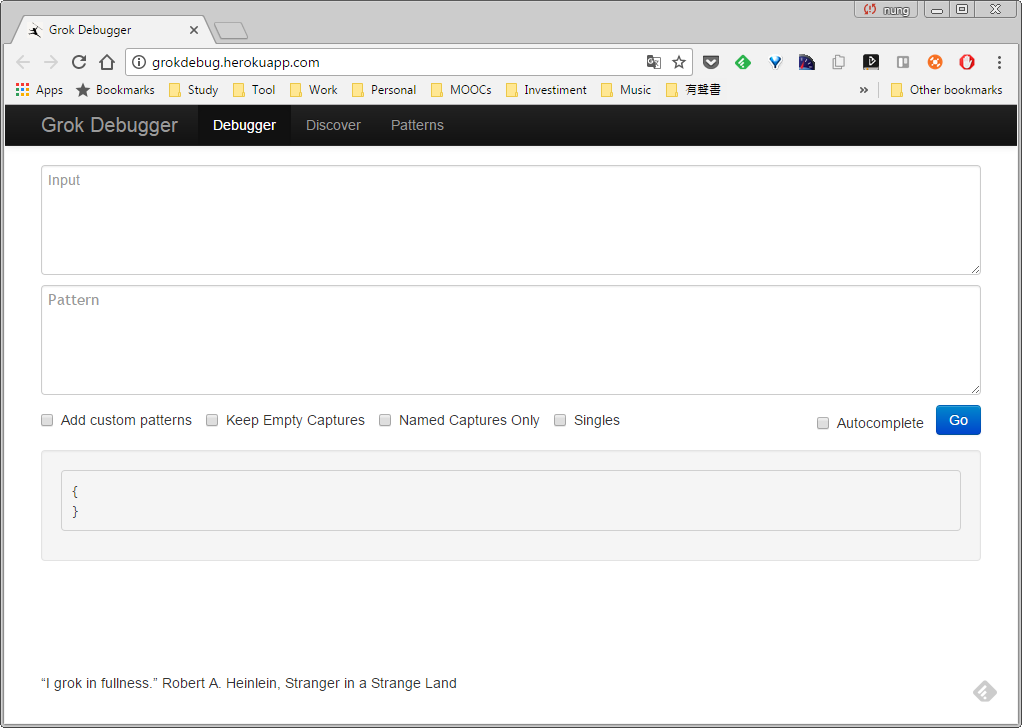 nung
Grok Debugger
grokdebug.herokuapp.com
Apps Bookmarks Study Tool Work Personal MOOCs Investiment Music 有聲書 » Other bookmarks
Grok Debugger Debugger Discover Patterns
Input
Pattern
Add custom patterns Keep Empty Captures Named Captures Only Singles Autocomplete Go
{
}
“I grok in fullness.” Robert A. Heinlein, Stranger in a Strange Land